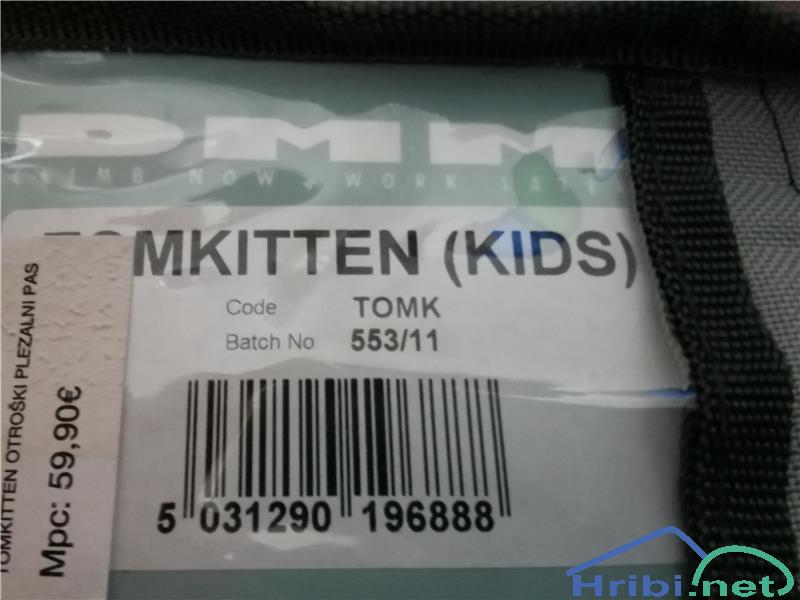 DMM
CLIMB NOW WORK LATER
TOMKITTEN (KIDS)
Code TOMK
Batch No 553/11
5 031290 196888
TOMKITTEN OTROŠKI PLEZALNI PAS
Mpc: 59,90€
Hribi.net